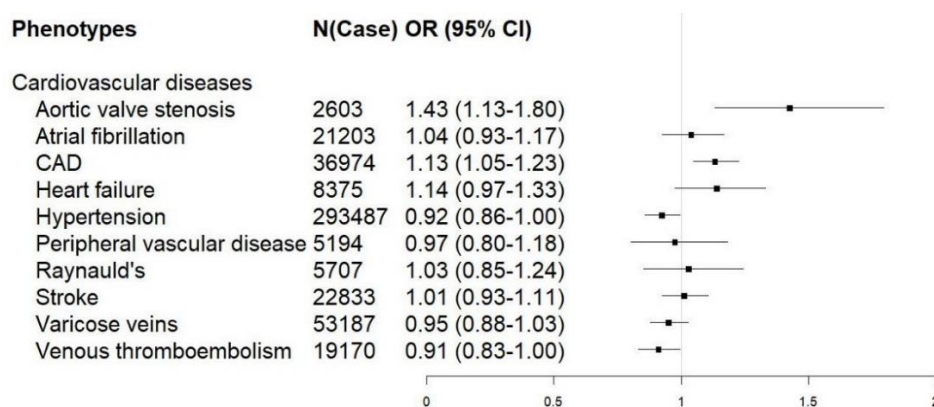 Phenotypes N(Case) OR (95% CI)
Cardiovascular diseases
Aortic valve stenosis 2603 1.43 (1.13-1.80)
Atrial fibrillation 21203 1.04 (0.93-1.17)
CAD 36974 1.13 (1.05-1.23)
Heart failure 8375 1.14 (0.97-1.33)
Hypertension 293487 0.92 (0.86-1.00)
Peripheral vascular disease 5194 0.97 (0.80-1.18)
Raynauld's 5707 1.03 (0.85-1.24)
Stroke 22833 1.01 (0.93-1.11)
Varicose veins 53187 0.95 (0.88-1.03)
Venous thromboembolism 19170 0.91 (0.83-1.00)
0 0.5 1 1.5 2